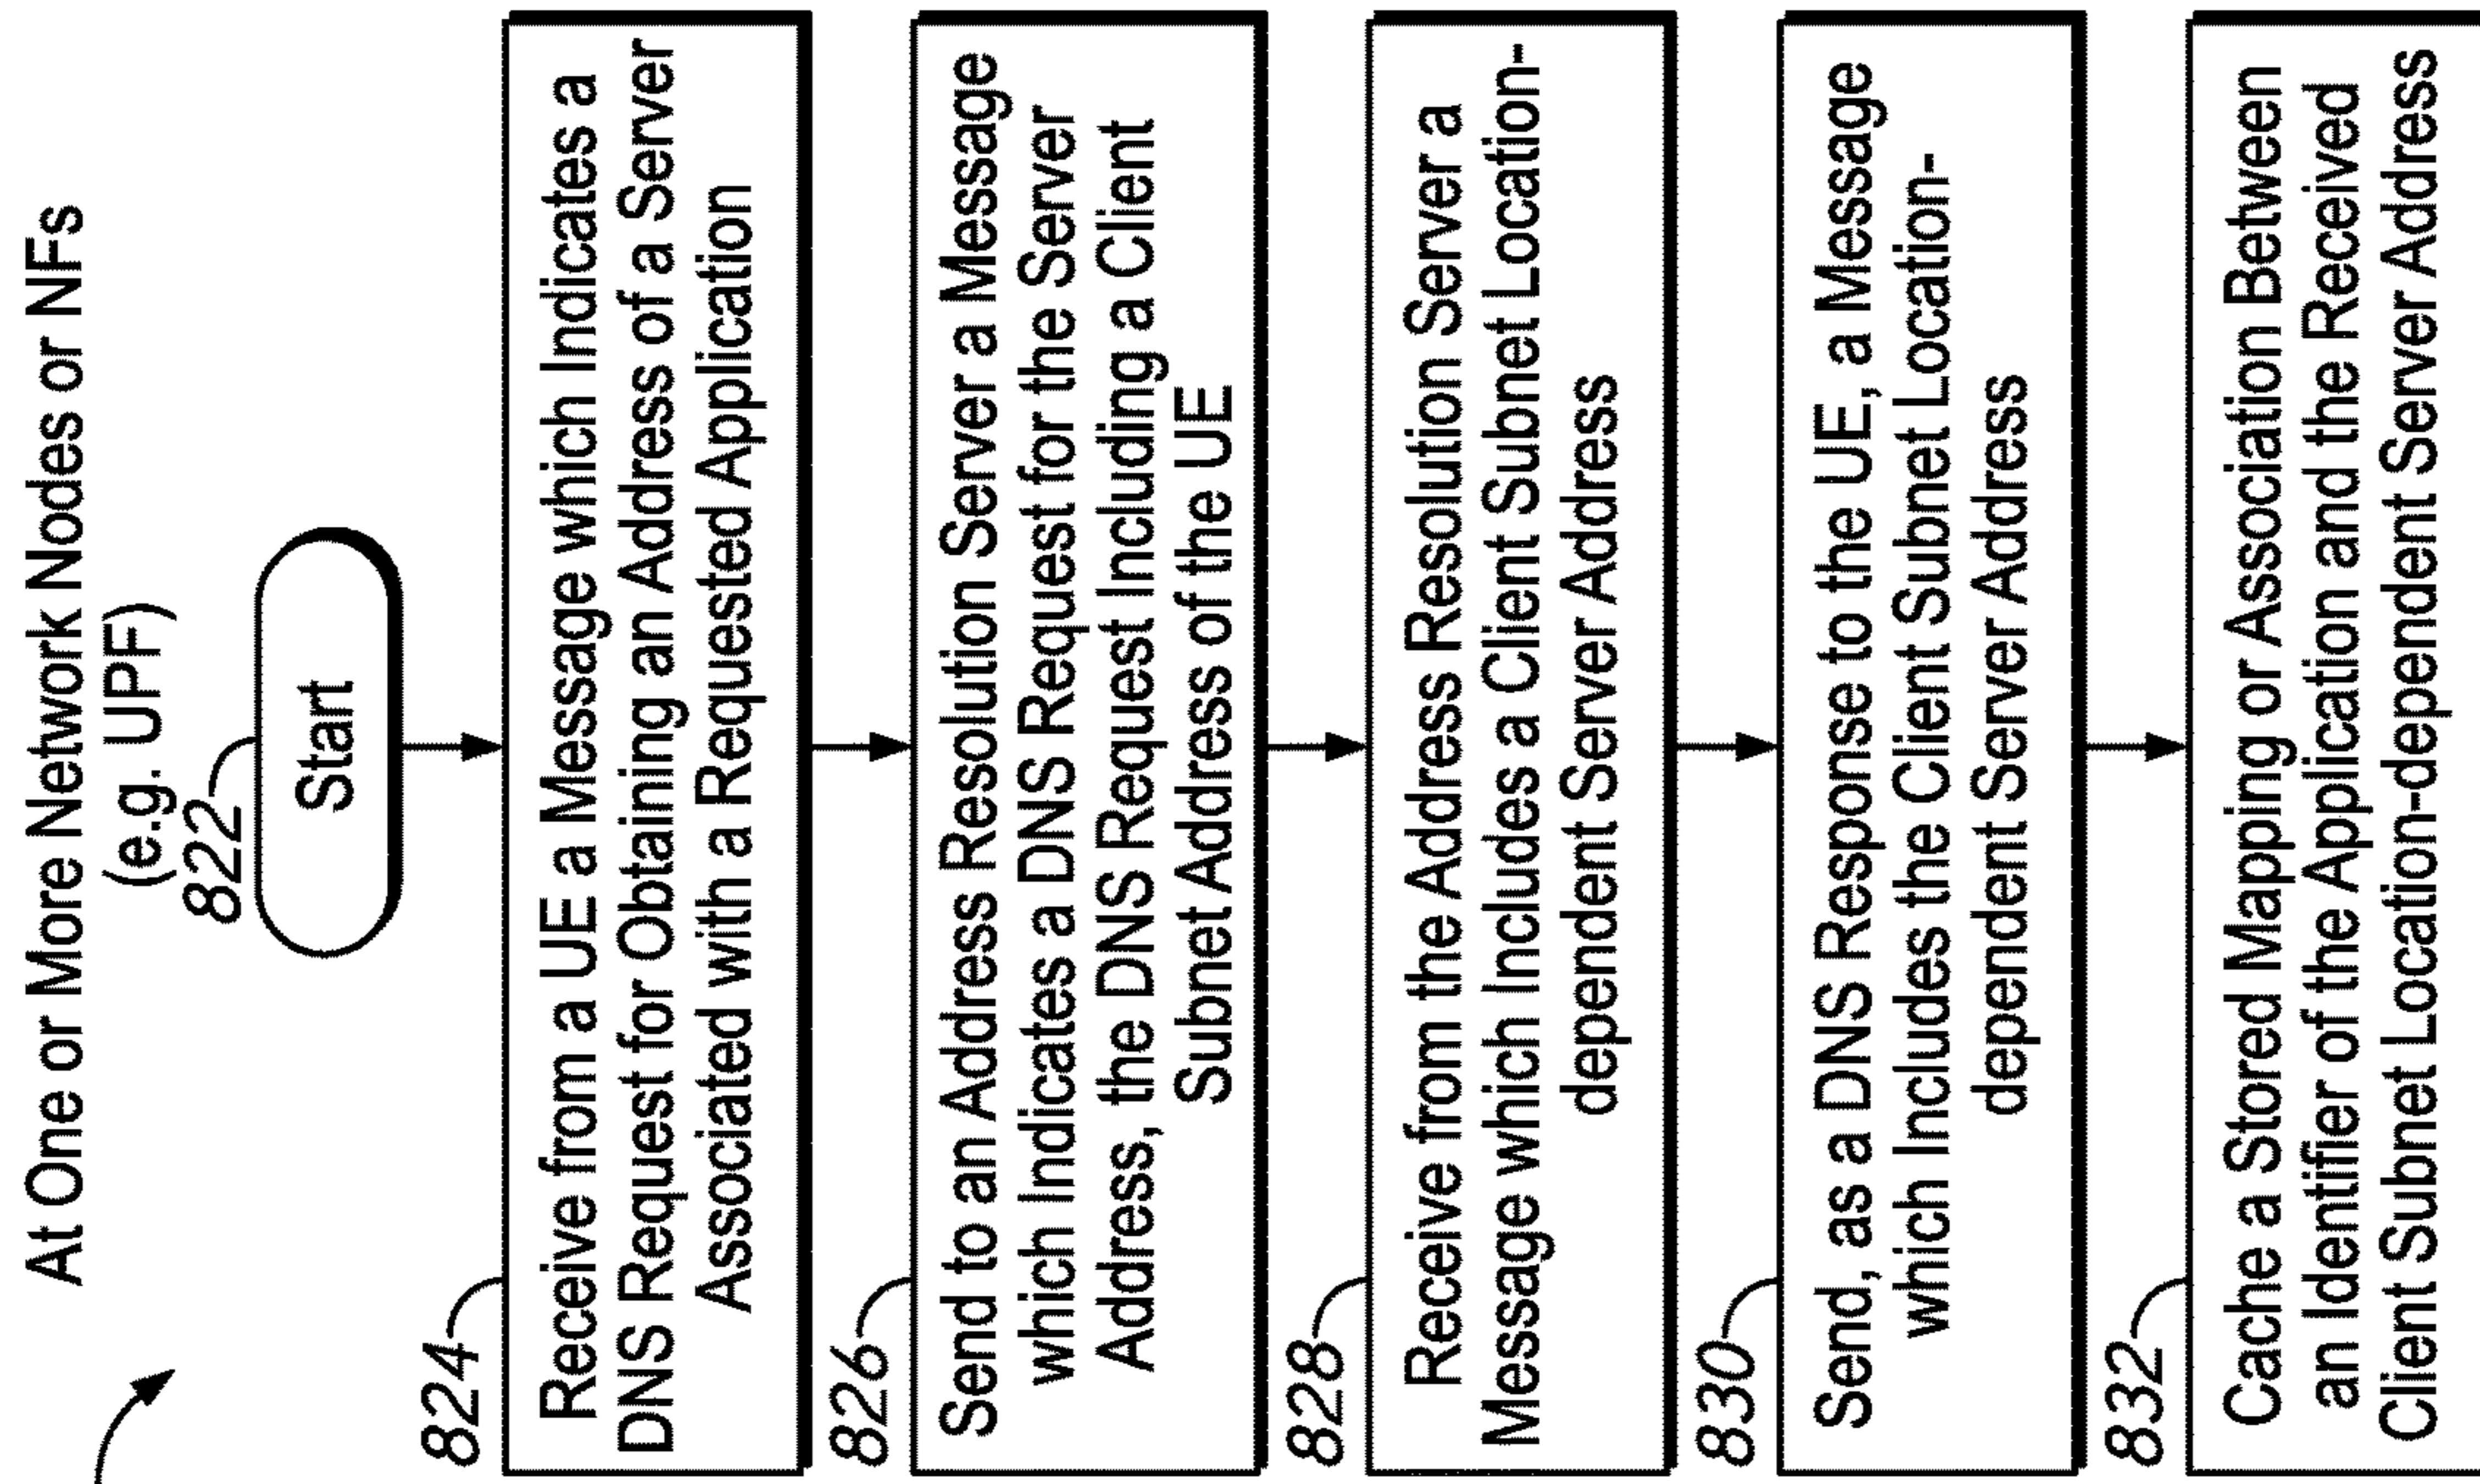 At One or More Network Nodes or NFs
(e.g. UPF)
822
Start
824
Receive from a UE a Message which Indicates a
DNS Request for Obtaining an Address of a Server
Associated with a Requested Application
826
Send to an Address Resolution Server a Message
which Indicates a DNS Request for the Server
Address, the DNS Request Including a Client
Subnet Address of the UE
828
Receive from the Address Resolution Server a
Message which Includes a Client Subnet Location-
dependent Server Address
830
Send, as a DNS Response to the UE, a Message
which Includes the Client Subnet Location-
dependent Server Address
832
Cache a Stored Mapping or Association Between
an Identifier of the Application and the Received
Client Subnet Location-dependent Server Address